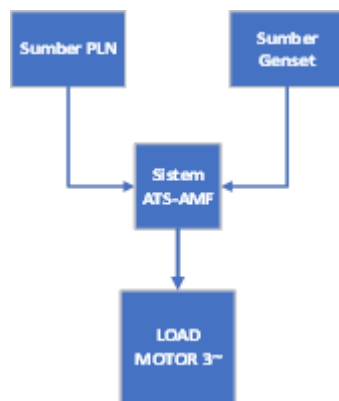 Sumber PLN
Sumber
Genset
Sistem
ATS-AMF
LOAD
MOTOR 3~